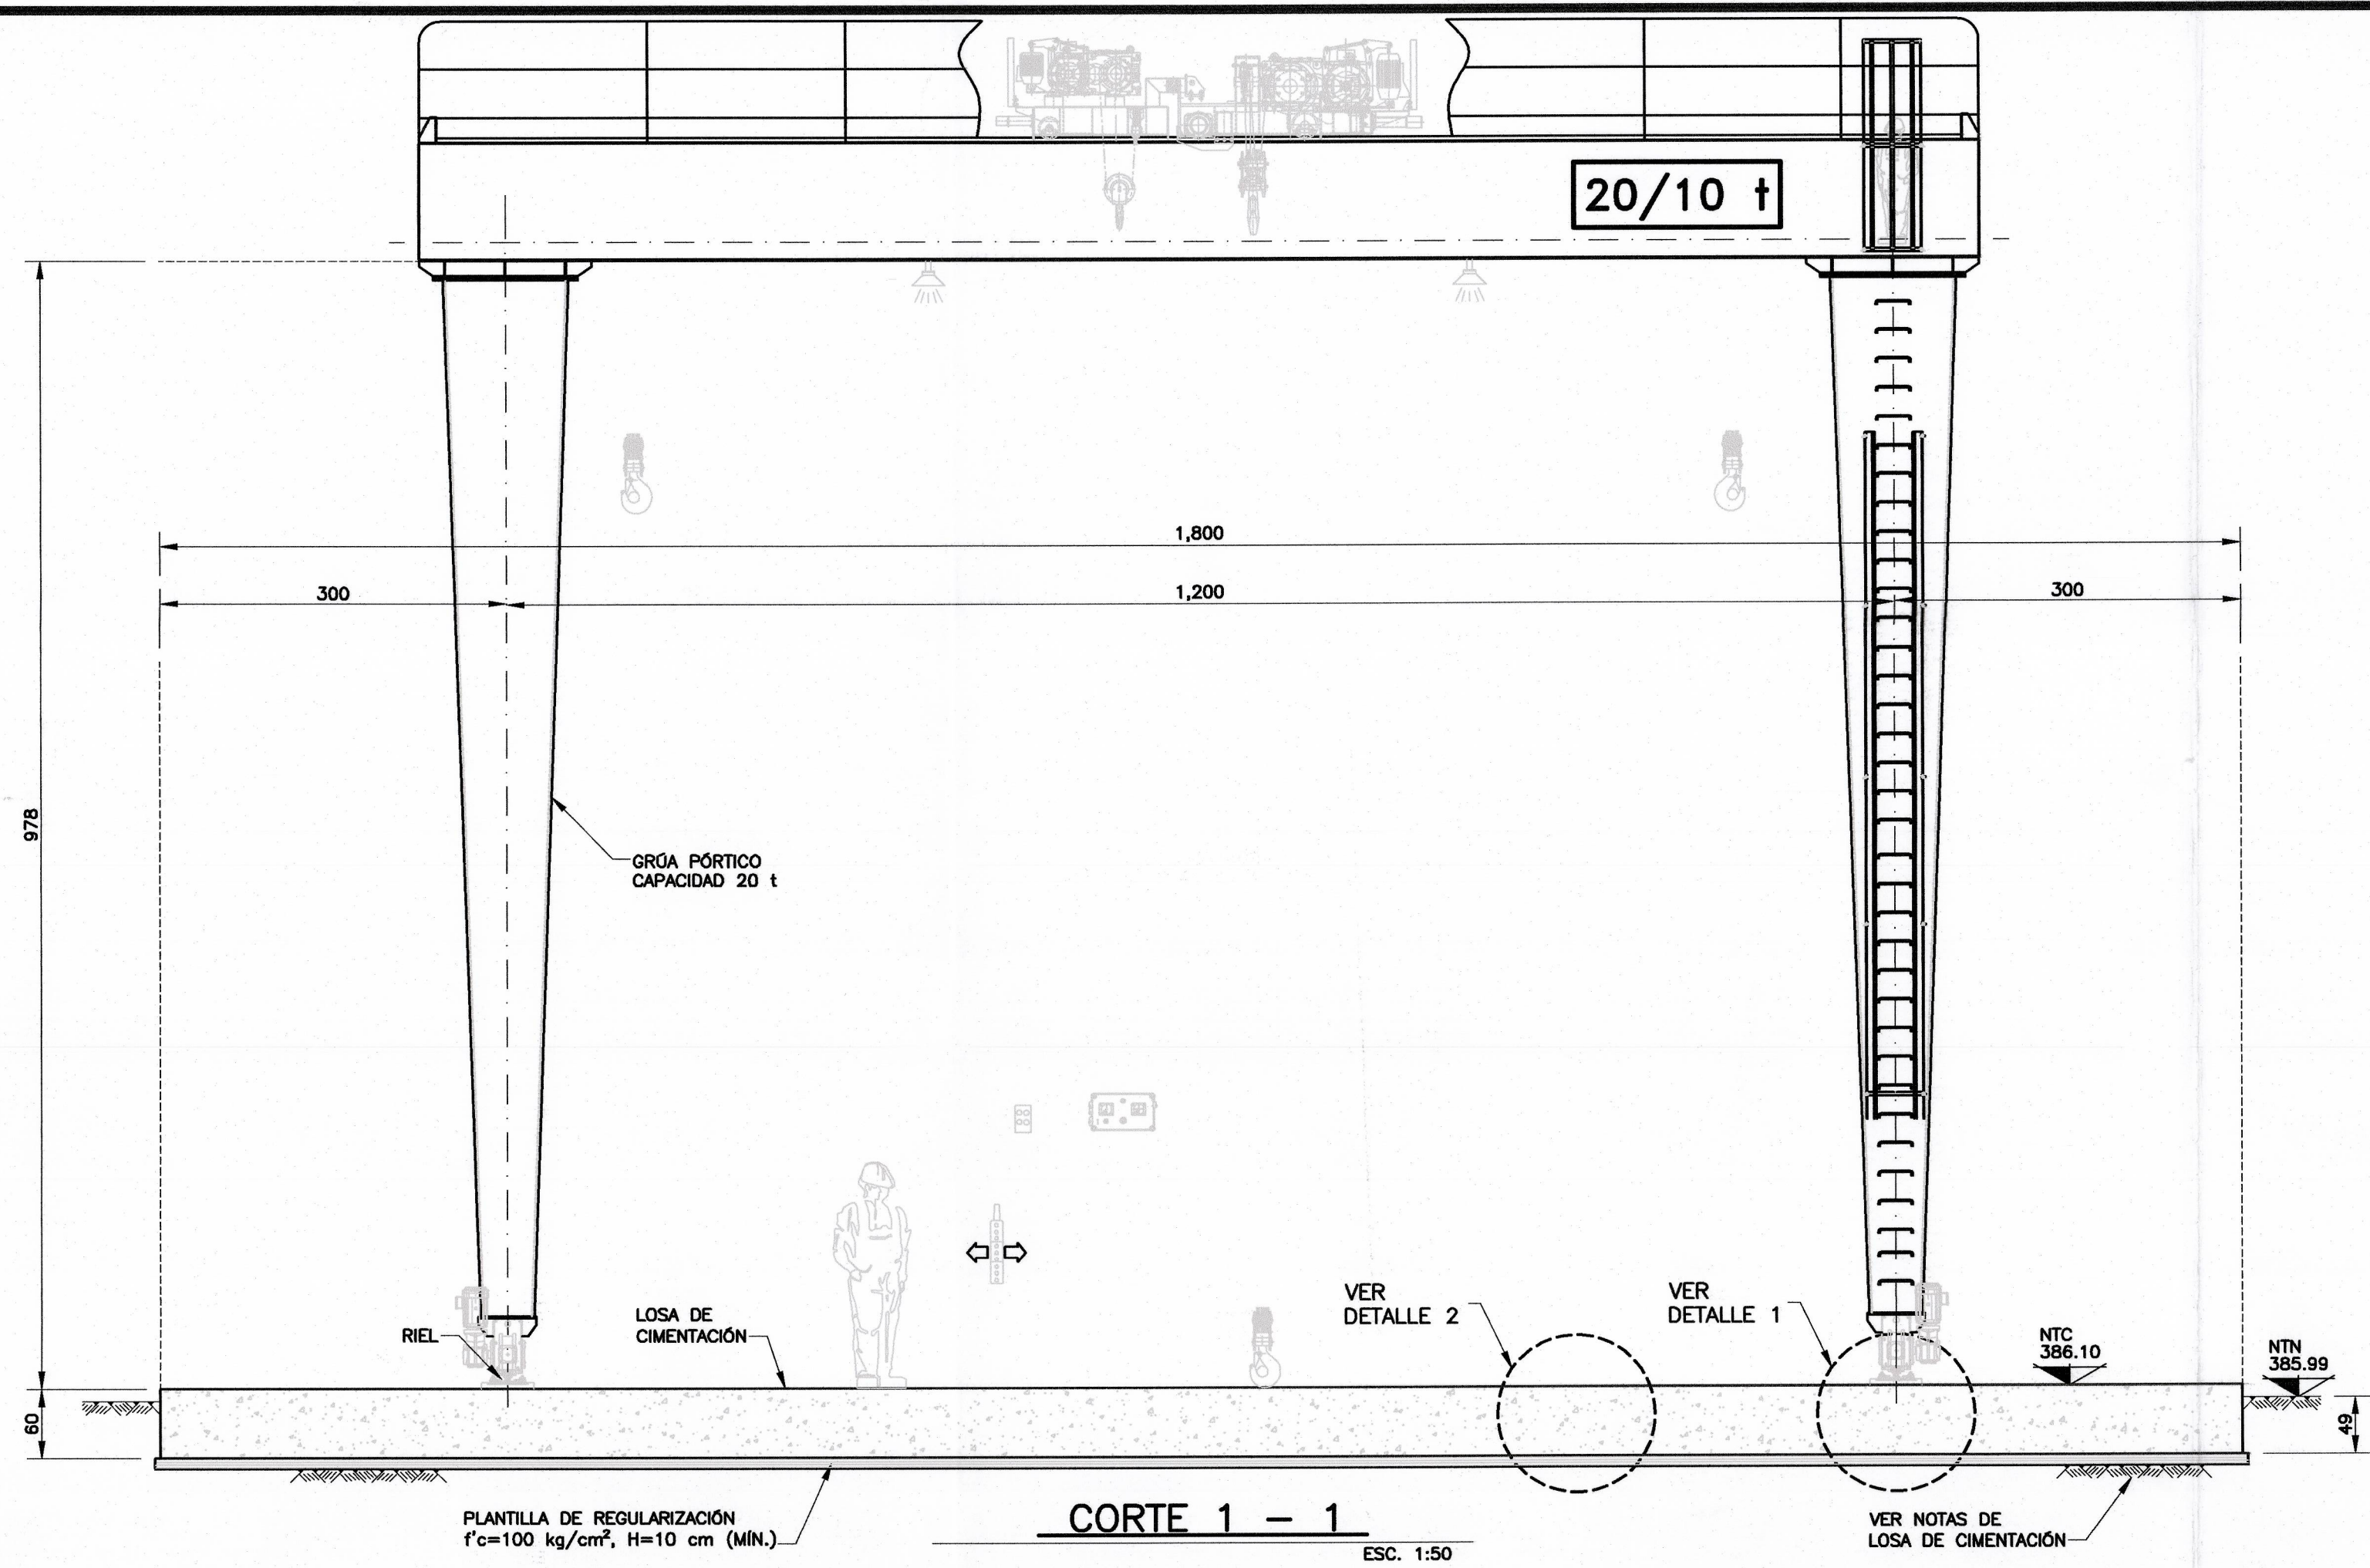 20/10 t
1,800
300
1,200
300
978
GRÚA PÓRTICO
CAPACIDAD 20 t
VER
DETALLE 2
VER
DETALLE 1
RIEL
LOSA DE
CIMENTACIÓN
NTC
386.10
NTN
385.99
60
49
PLANTILLA DE REGULARIZACIÓN
f'c=100 kg/cm², H=10 cm (MÍN.)
CORTE 1 – 1
ESC. 1:50
VER NOTAS DE
LOSA DE CIMENTACIÓN